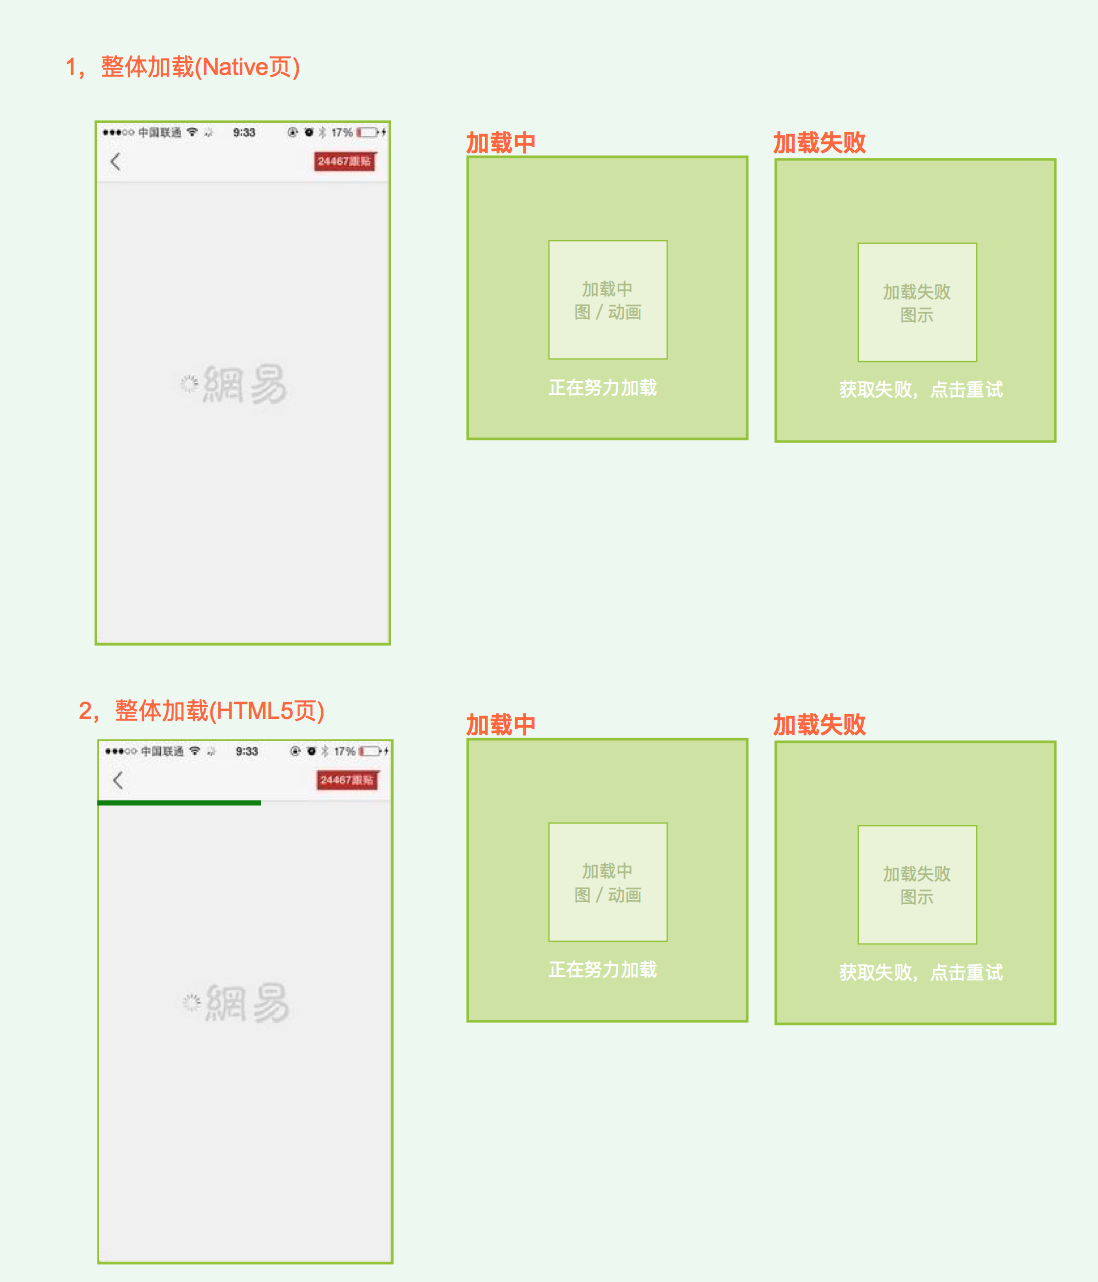 1，整体加载(Native页)
中国联通 9:33 17%
24467跟贴
網易
加载中
加载中
图 / 动画
正在努力加载
加载失败
加载失败
图示
获取失败，点击重试
2，整体加载(HTML5页)
中国联通 9:33 17%
24467跟贴
網易
加载中
加载中
图 / 动画
正在努力加载
加载失败
加载失败
图示
获取失败，点击重试